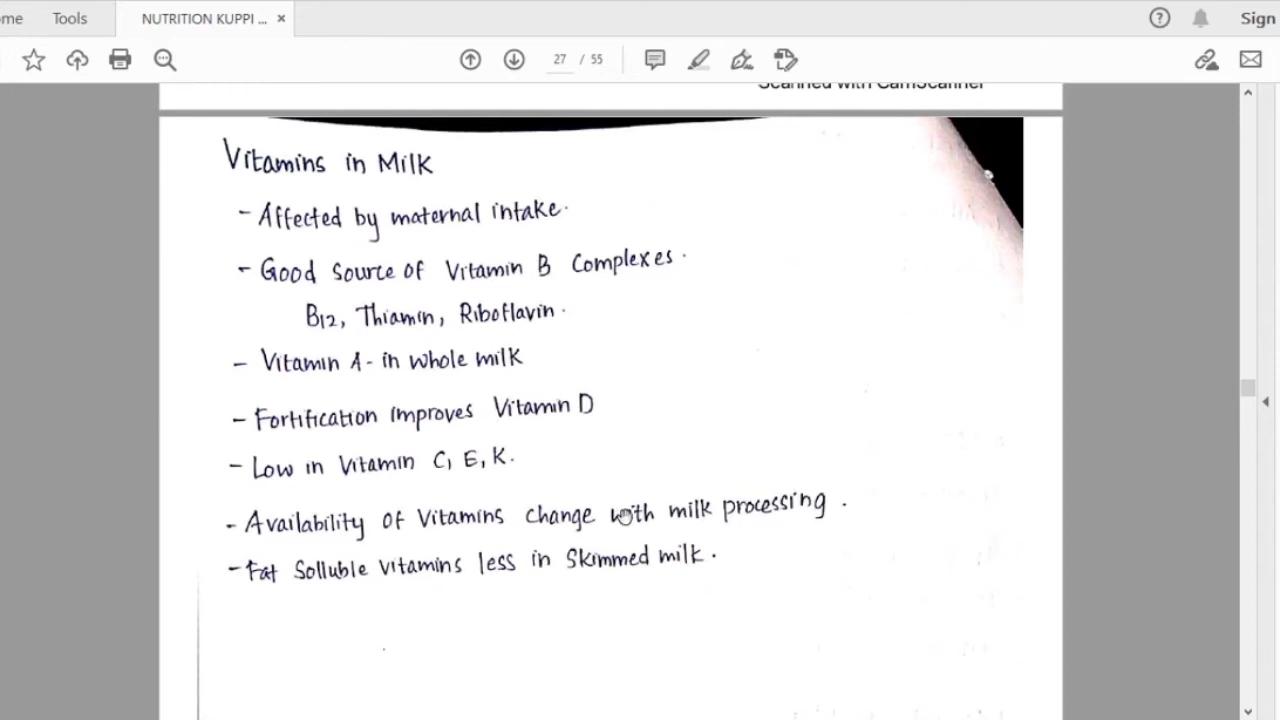 ome Tools NUTRITION KUPPI ... × Sign
27 / 55
Scanned with CamScanner
Vitamins in Milk
- Affected by maternal intake.
- Good source of Vitamin B Complexes.
B12, Thiamin, Riboflavin.
- Vitamin A - in whole milk
- Fortification improves Vitamin D
- Low in Vitamin C, E, K.
- Availability of Vitamins change with milk processing.
- Fat Solluble vitamins less in Skimmed milk.